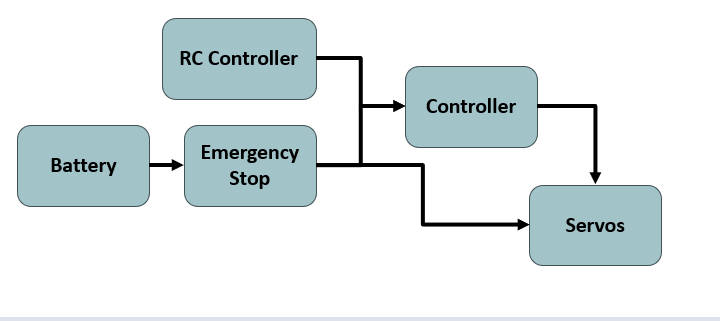 RC Controller
Controller
Battery
Emergency
Stop
Servos